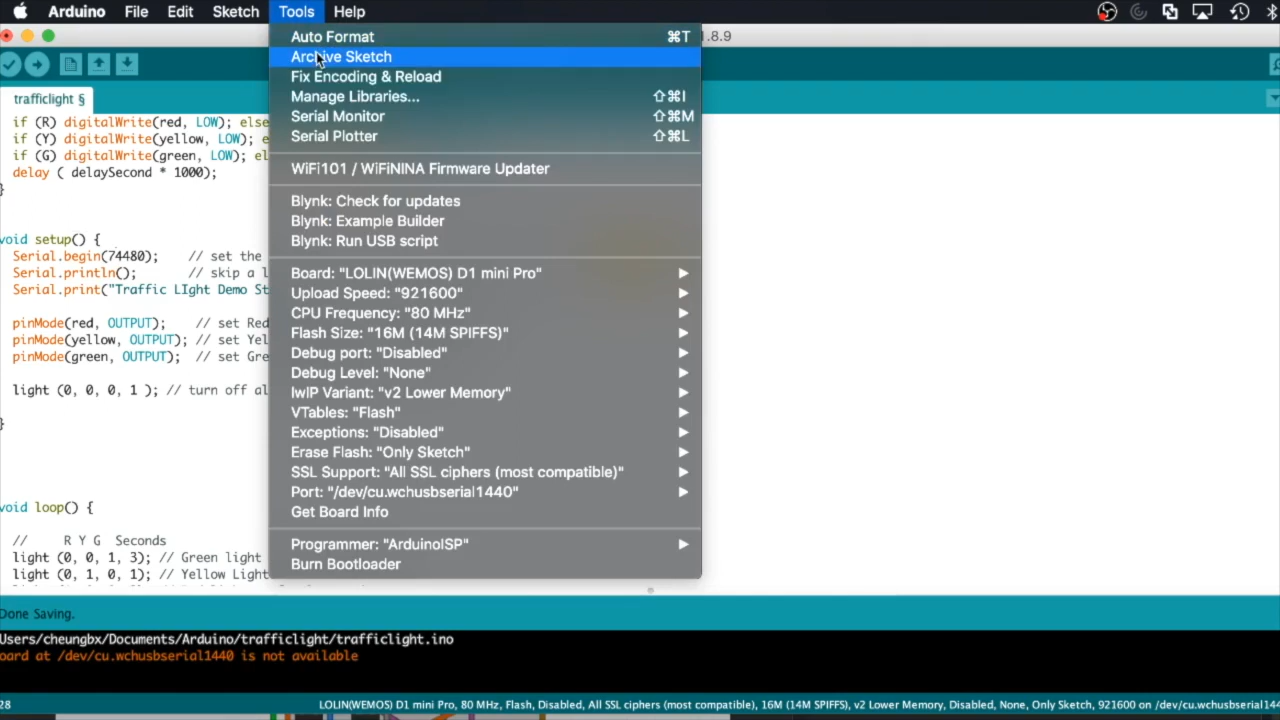 Arduino File Edit Sketch Tools Help
1.8.9
Auto Format ⌘T
Archive Sketch
Fix Encoding & Reload
Manage Libraries... ⇧⌘I
Serial Monitor ⇧⌘M
Serial Plotter ⇧⌘L
WiFi101 / WiFiNINA Firmware Updater
Blynk: Check for updates
Blynk: Example Builder
Blynk: Run USB script
Board: "LOLIN(WEMOS) D1 mini Pro"
Upload Speed: "921600"
CPU Frequency: "80 MHz"
Flash Size: "16M (14M SPIFFS)"
Debug port: "Disabled"
Debug Level: "None"
lwIP Variant: "v2 Lower Memory"
VTables: "Flash"
Exceptions: "Disabled"
Erase Flash: "Only Sketch"
SSL Support: "All SSL ciphers (most compatible)"
Port: "/dev/cu.wchusbserial1440"
Get Board Info
Programmer: "ArduinoISP"
Burn Bootloader
trafficlight §
if (R) digitalWrite(red, LOW); else
if (Y) digitalWrite(yellow, LOW); e
if (G) digitalWrite(green, LOW); el
delay ( delaySecond * 1000);
}
void setup() {
Serial.begin(74480); // set the
Serial.println(); // skip a l
Serial.print("Traffic LIght Demo St
pinMode(red, OUTPUT); // set Red
pinMode(yellow, OUTPUT); // set Yel
pinMode(green, OUTPUT); // set Gre
light (0, 0, 0, 1 ); // turn off al
}
void loop() {
// R Y G Seconds
light (0, 0, 1, 3); // Green light
light (0, 1, 0, 1); // Yellow Light
Done Saving.
Users/cheungbx/Documents/Arduino/trafficlight/trafficlight.ino
oard at /dev/cu.wchusbserial1440 is not available
28 LOLIN(WEMOS) D1 mini Pro, 80 MHz, Flash, Disabled, All SSL ciphers (most compatible), 16M (14M SPIFFS), v2 Lower Memory, Disabled, None, Only Sketch, 921600 on /dev/cu.wchusbserial144